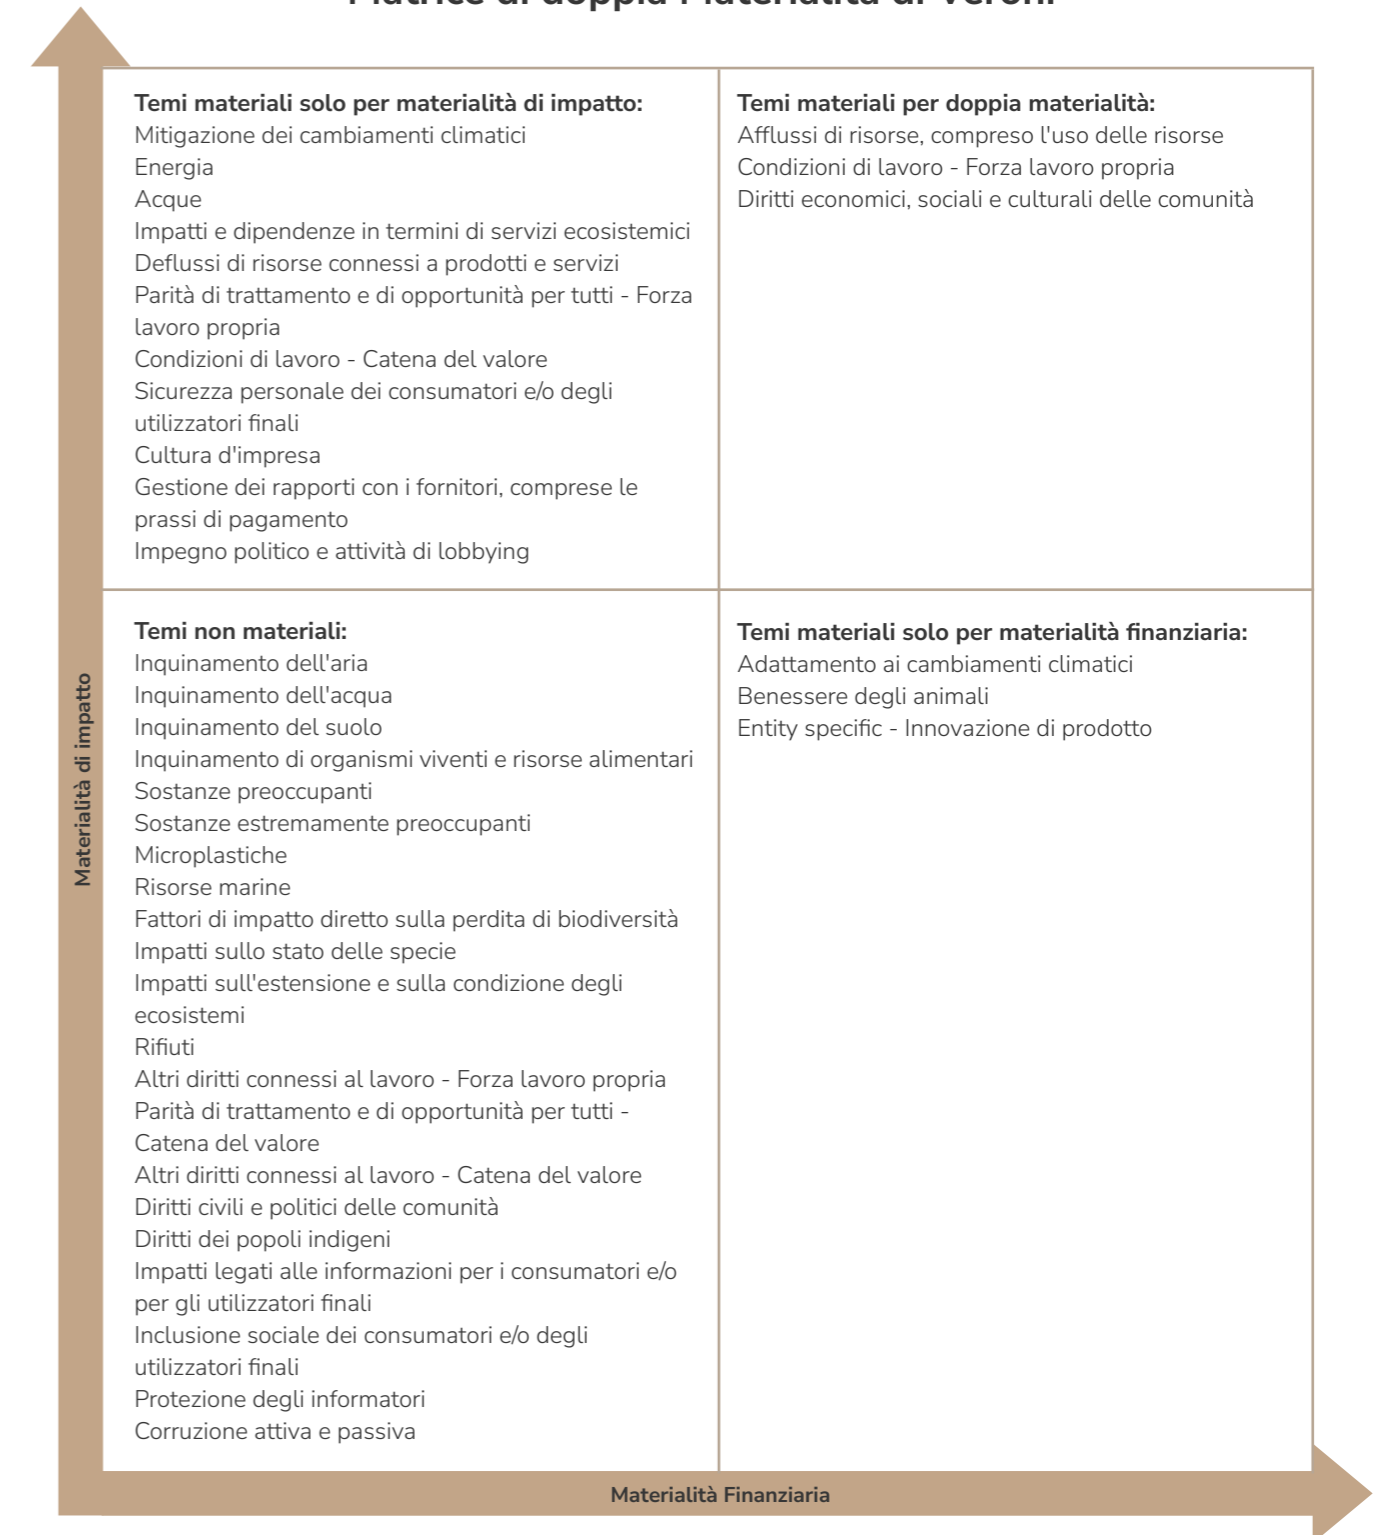 Matrice di doppia Materialità di Veroni
Temi materiali solo per materialità di impatto:
Mitigazione dei cambiamenti climatici
Energia
Acque
Impatti e dipendenze in termini di servizi ecosistemici
Deflussi di risorse connessi a prodotti e servizi
Parità di trattamento e di opportunità per tutti - Forza
lavoro propria
Condizioni di lavoro - Catena del valore
Sicurezza personale dei consumatori e/o degli
utilizzatori finali
Cultura d'impresa
Gestione dei rapporti con i fornitori, comprese le
prassi di pagamento
Impegno politico e attività di lobbying
Temi materiali per doppia materialità:
Afflussi di risorse, compreso l'uso delle risorse
Condizioni di lavoro - Forza lavoro propria
Diritti economici, sociali e culturali delle comunità
Temi non materiali:
Inquinamento dell'aria
Inquinamento dell'acqua
Inquinamento del suolo
Inquinamento di organismi viventi e risorse alimentari
Sostanze preoccupanti
Sostanze estremamente preoccupanti
Microplastiche
Risorse marine
Fattori di impatto diretto sulla perdita di biodiversità
Impatti sullo stato delle specie
Impatti sull'estensione e sulla condizione degli
ecosistemi
Rifiuti
Altri diritti connessi al lavoro - Forza lavoro propria
Parità di trattamento e di opportunità per tutti -
Catena del valore
Altri diritti connessi al lavoro - Catena del valore
Diritti civili e politici delle comunità
Diritti dei popoli indigeni
Impatti legati alle informazioni per i consumatori e/o
per gli utilizzatori finali
Inclusione sociale dei consumatori e/o degli
utilizzatori finali
Protezione degli informatori
Corruzione attiva e passiva
Temi materiali solo per materialità finanziaria:
Adattamento ai cambiamenti climatici
Benessere degli animali
Entity specific - Innovazione di prodotto
Materialità di impatto
Materialità Finanziaria